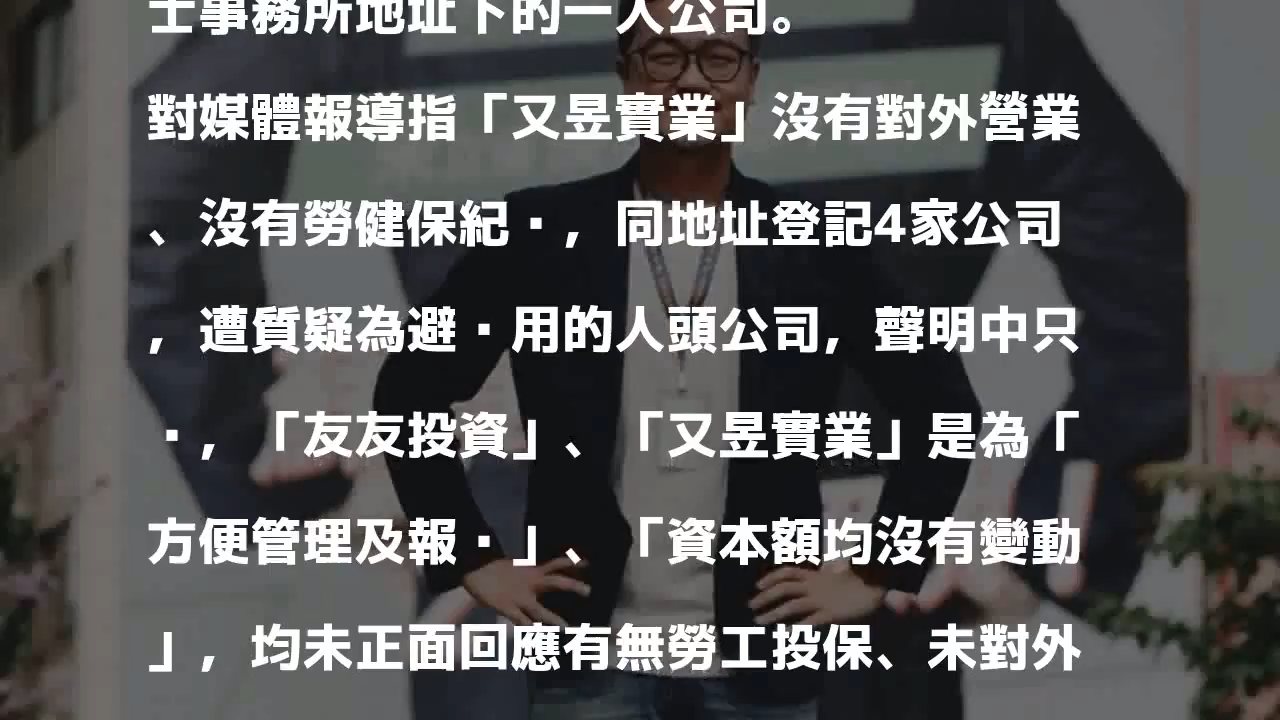 士事務所地址下的一人公司。
對媒體報導指「又昱實業」沒有對外營業
、沒有勞健保紀▪，同地址登記4家公司
，遭質疑為避▪用的人頭公司，聲明中只
▪，「友友投資」、「又昱實業」是為「
方便管理及報▪」、「資本額均沒有變動
」，均未正面回應有無勞工投保、未對外